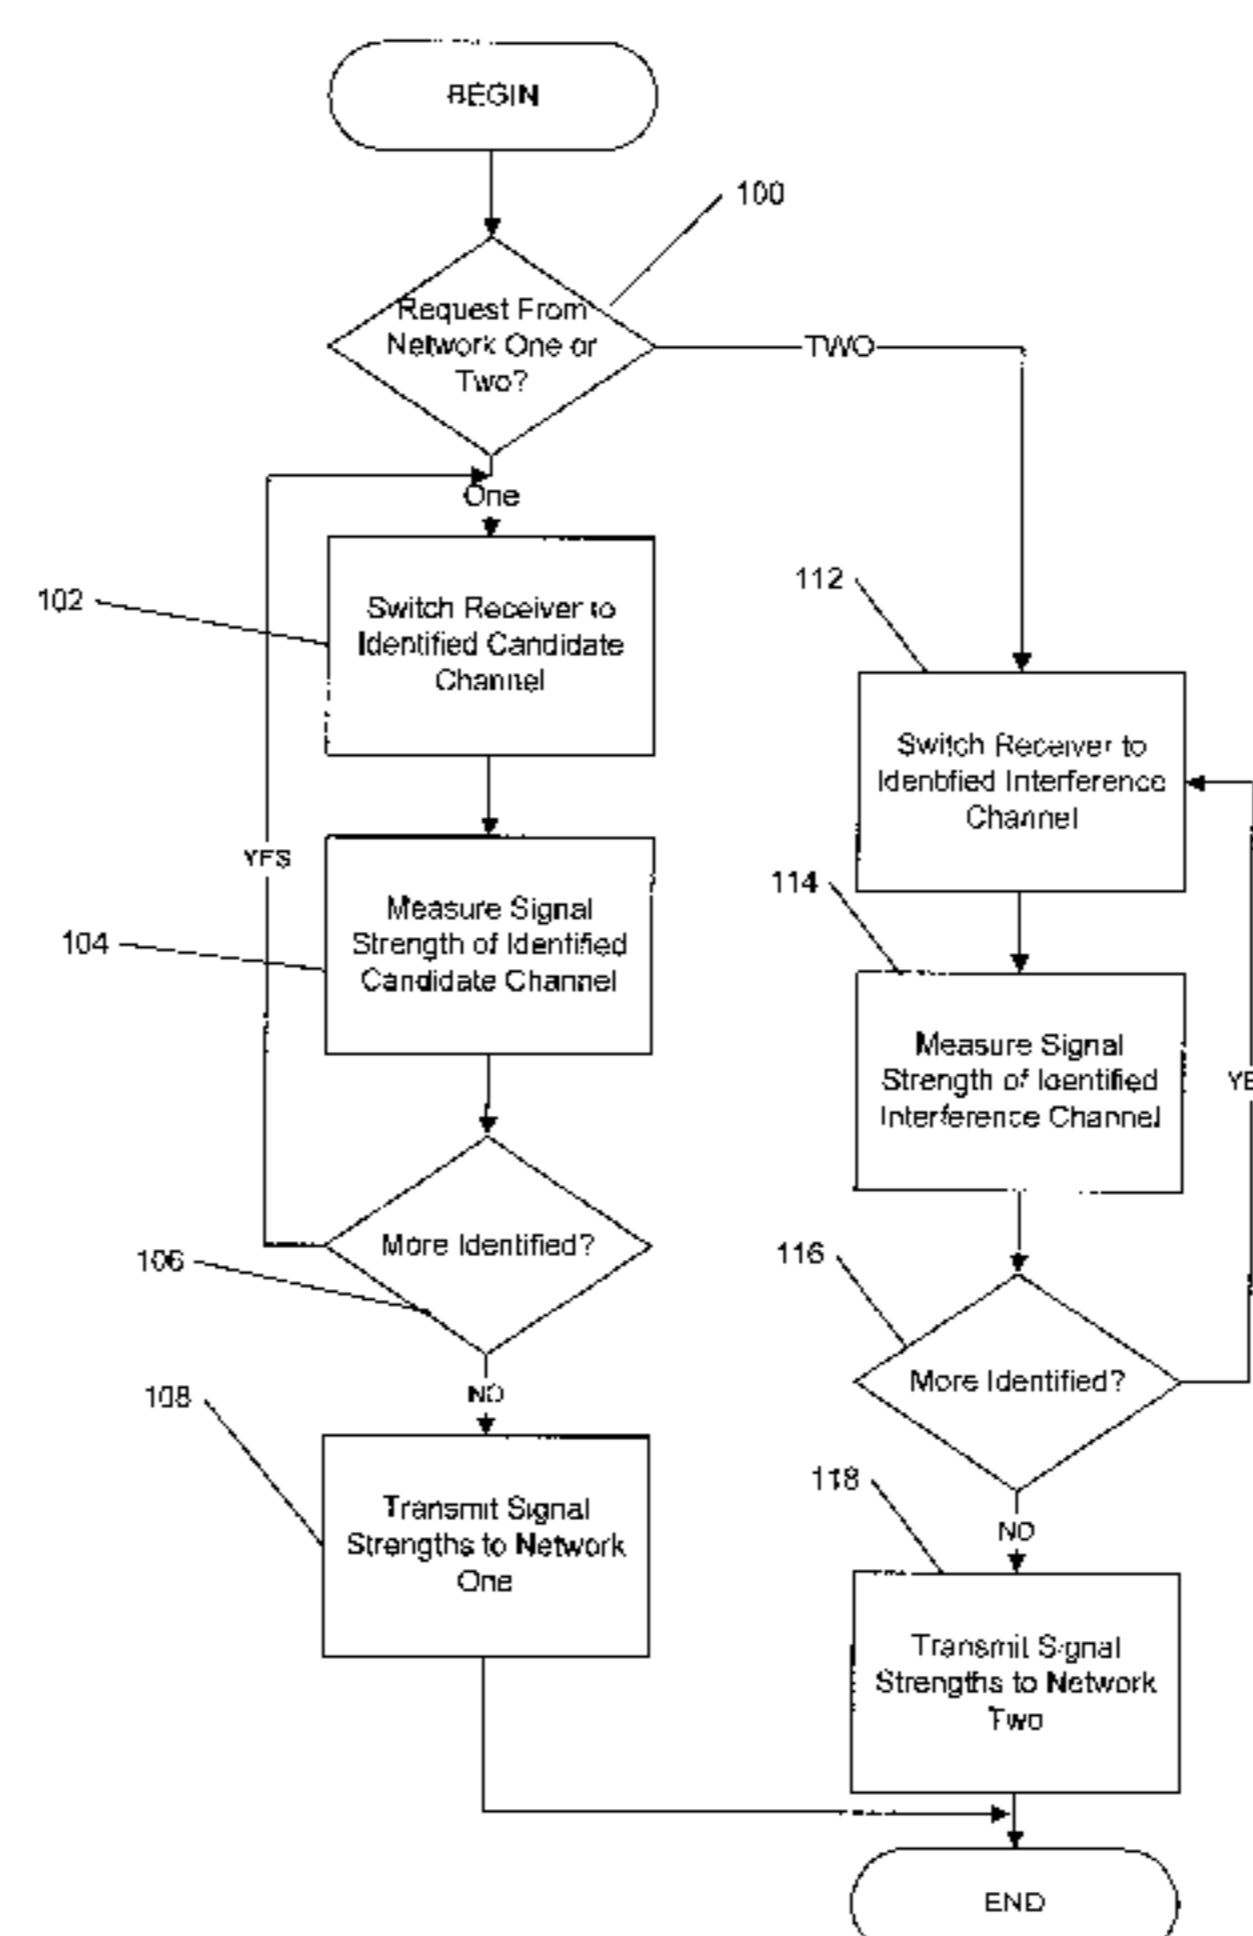 BEGIN
100
Request From
Network One or
Two?
TWO
One
102
Switch Receiver to
Identified Candidate
Channel
112
Switch Receiver to
Identified Interference
Channel
YES
104
Measure Signal
Strength of Identified
Candidate Channel
114
Measure Signal
Strength of Identified
Interference Channel
106
More Identified?
116
More Identified?
NO
108
Transmit Signal
Strengths to Network
One
NO
118
Transmit Signal
Strengths to Network
Two
END